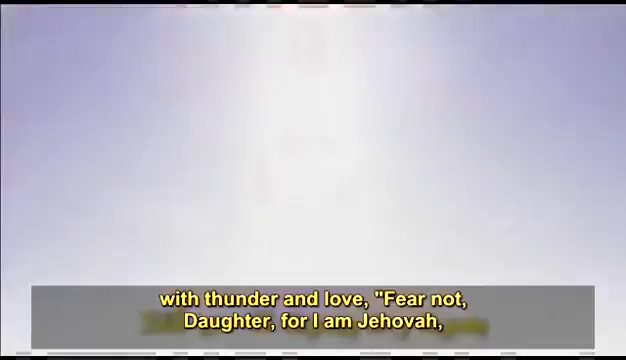 with thunder and love, "Fear not,
Daughter, for I am Jehovah,